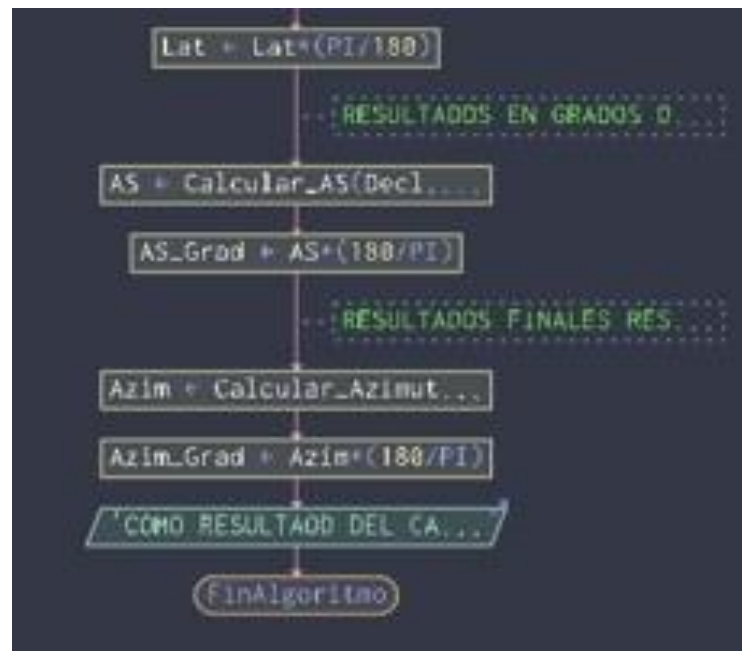 Lat ← Lat*(PI/180)
RESULTADOS EN GRADOS O...
AS ← Calcular_AS(Decl....
AS_Grad ← AS*(180/PI)
RESULTADOS FINALES RES...
Azim ← Calcular_Azimut...
Azim_Grad ← Azim*(180/PI)
'COMO RESULTAOD DEL CA...
FinAlgoritmo